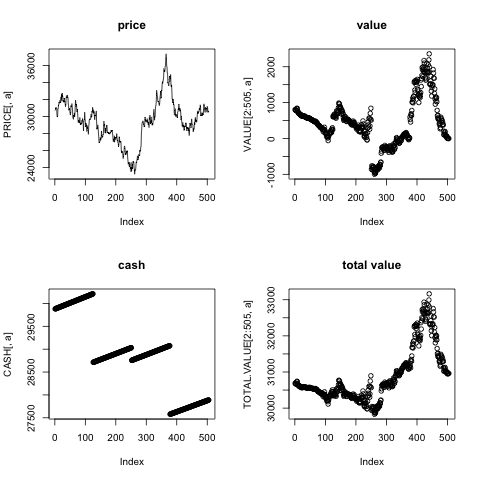 price
PRICE[, a]
24000 30000 36000
0 100 200 300 400 500
Index
value
VALUE[2:505, a]
-1000 0 1000 2000
0 100 200 300 400 500
Index
cash
CASH[, a]
27500 28500 29500
0 100 200 300 400 500
Index
total value
TOTAL.VALUE[2:505, a]
30000 31000 32000 33000
0 100 200 300 400 500
Index